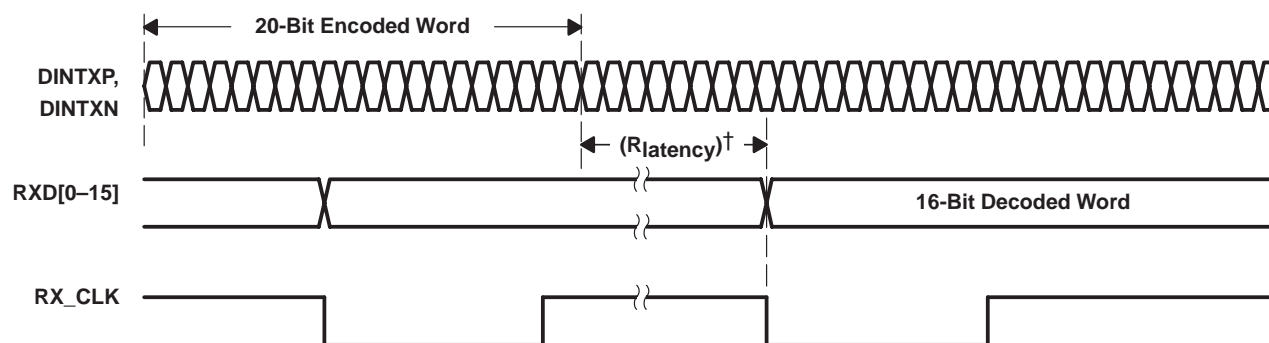 20-Bit Encoded Word
DINTXP,
DINTXN
(Rlatency)†
RXD[0–15]
16-Bit Decoded Word
RX_CLK